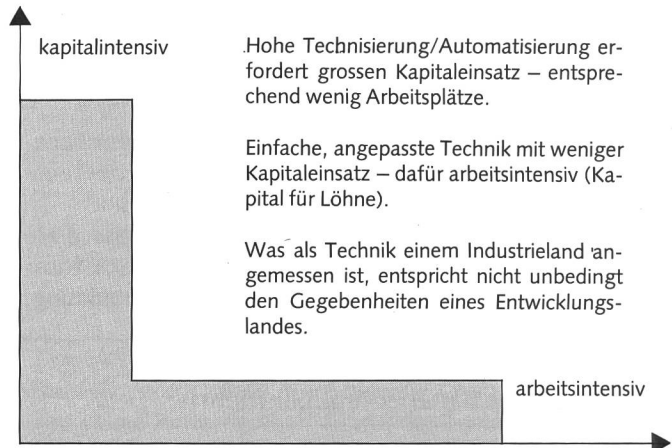 kapitalintensiv
Hohe Technisierung/Automatisierung er-
fordert grossen Kapitaleinsatz – entspre-
chend wenig Arbeitsplätze.
Einfache, angepasste Technik mit weniger
Kapitaleinsatz – dafür arbeitsintensiv (Ka-
pital für Löhne).
Was als Technik einem Industrieland an-
gemessen ist, entspricht nicht unbedingt
den Gegebenheiten eines Entwicklungs-
landes.
arbeitsintensiv